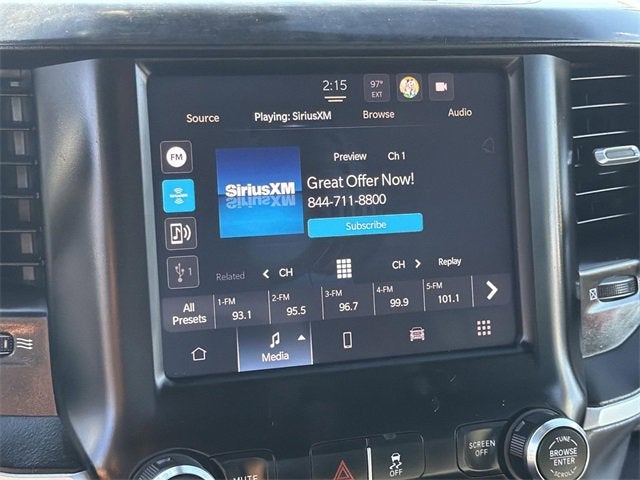 2:15
97°
EXT
Source
Playing: SiriusXM
Browse
Audio
FM
Preview
Ch 1
SiriusXM
Great Offer Now!
844-711-8800
Subscribe
1
Related
CH
CH
Replay
All
Presets
1-FM
93.1
2-FM
95.5
3-FM
96.7
4-FM
99.9
5-FM
101.1
Media
MUTE
OFF
SCREEN
OFF
TUNE
BROWSE
ENTER
SCROLL